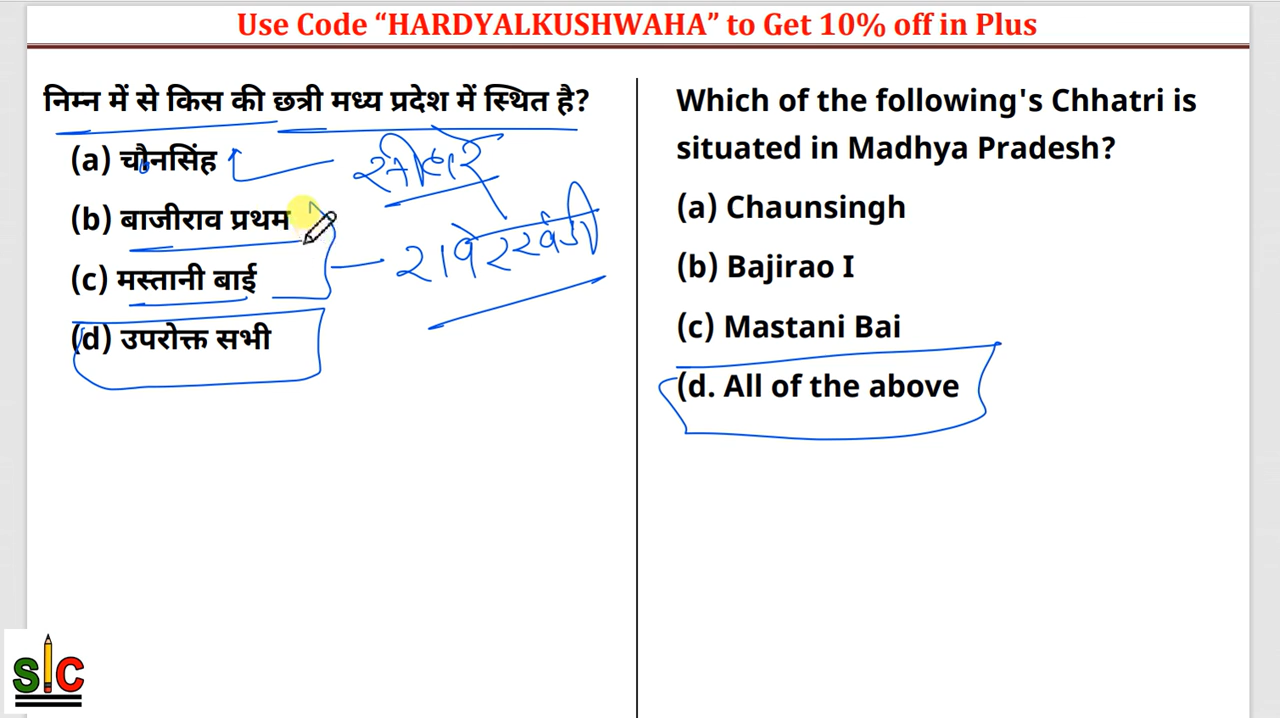 Use Code “HARDYALKUSHWAHA” to Get 10% off in Plus
निम्न में से किस की छत्री मध्य प्रदेश में स्थित है?
(a) चौनसिंह
सीहोर
(b) बाजीराव प्रथम
(c) मस्तानी बाई
(d) उपरोक्त सभी
Which of the following's Chhatri is
situated in Madhya Pradesh?
(a) Chaunsingh
(b) Bajirao I
(c) Mastani Bai
(d. All of the above
SIC